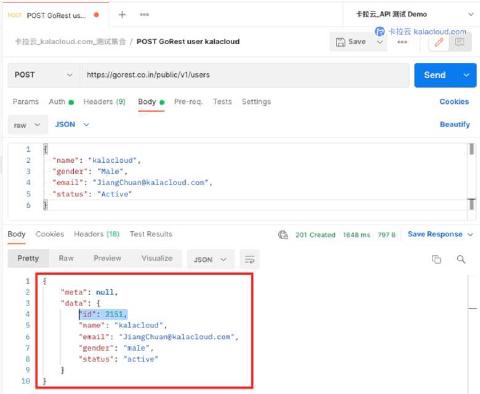 POST GoRest us...
卡拉云_API 测试 Demo
卡拉云 kalacloud.com
卡拉云_kalacloud.com_测试集合 / POST GoRest user kalacloud
Save
POST
https://gorest.co.in/public/v1/users
Send
Params Auth Headers (9) Body Pre-req. Tests Settings
Cookies
raw JSON
Beautify
1 {
2 "name": "kalacloud",
3 "gender": "Male",
4 "email": "JiangChuan@kalacloud.com",
5 "status": "Active"
6 }
Body Cookies Headers (18) Test Results
201 Created 1648 ms 797 B Save Response
Pretty Raw Preview Visualize JSON
1 {
2 "meta": null,
3 "data": {
4 "id": 3151,
5 "name": "kalacloud",
6 "email": "JiangChuan@kalacloud.com",
7 "gender": "male",
8 "status": "active"
9 }
10 }